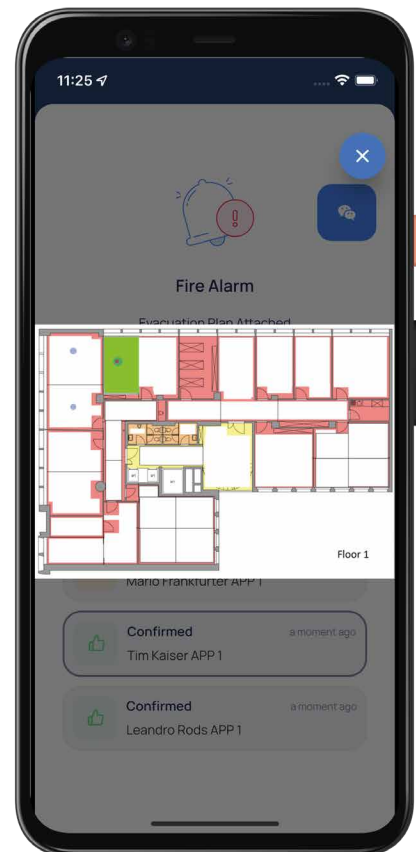 11:25
Fire Alarm
Evacuation Plan Attached
Floor 1
Mario Frankfurter APP 1
Confirmed
a moment ago
Tim Kaiser APP 1
Confirmed
a moment ago
Leandro Rods APP 1